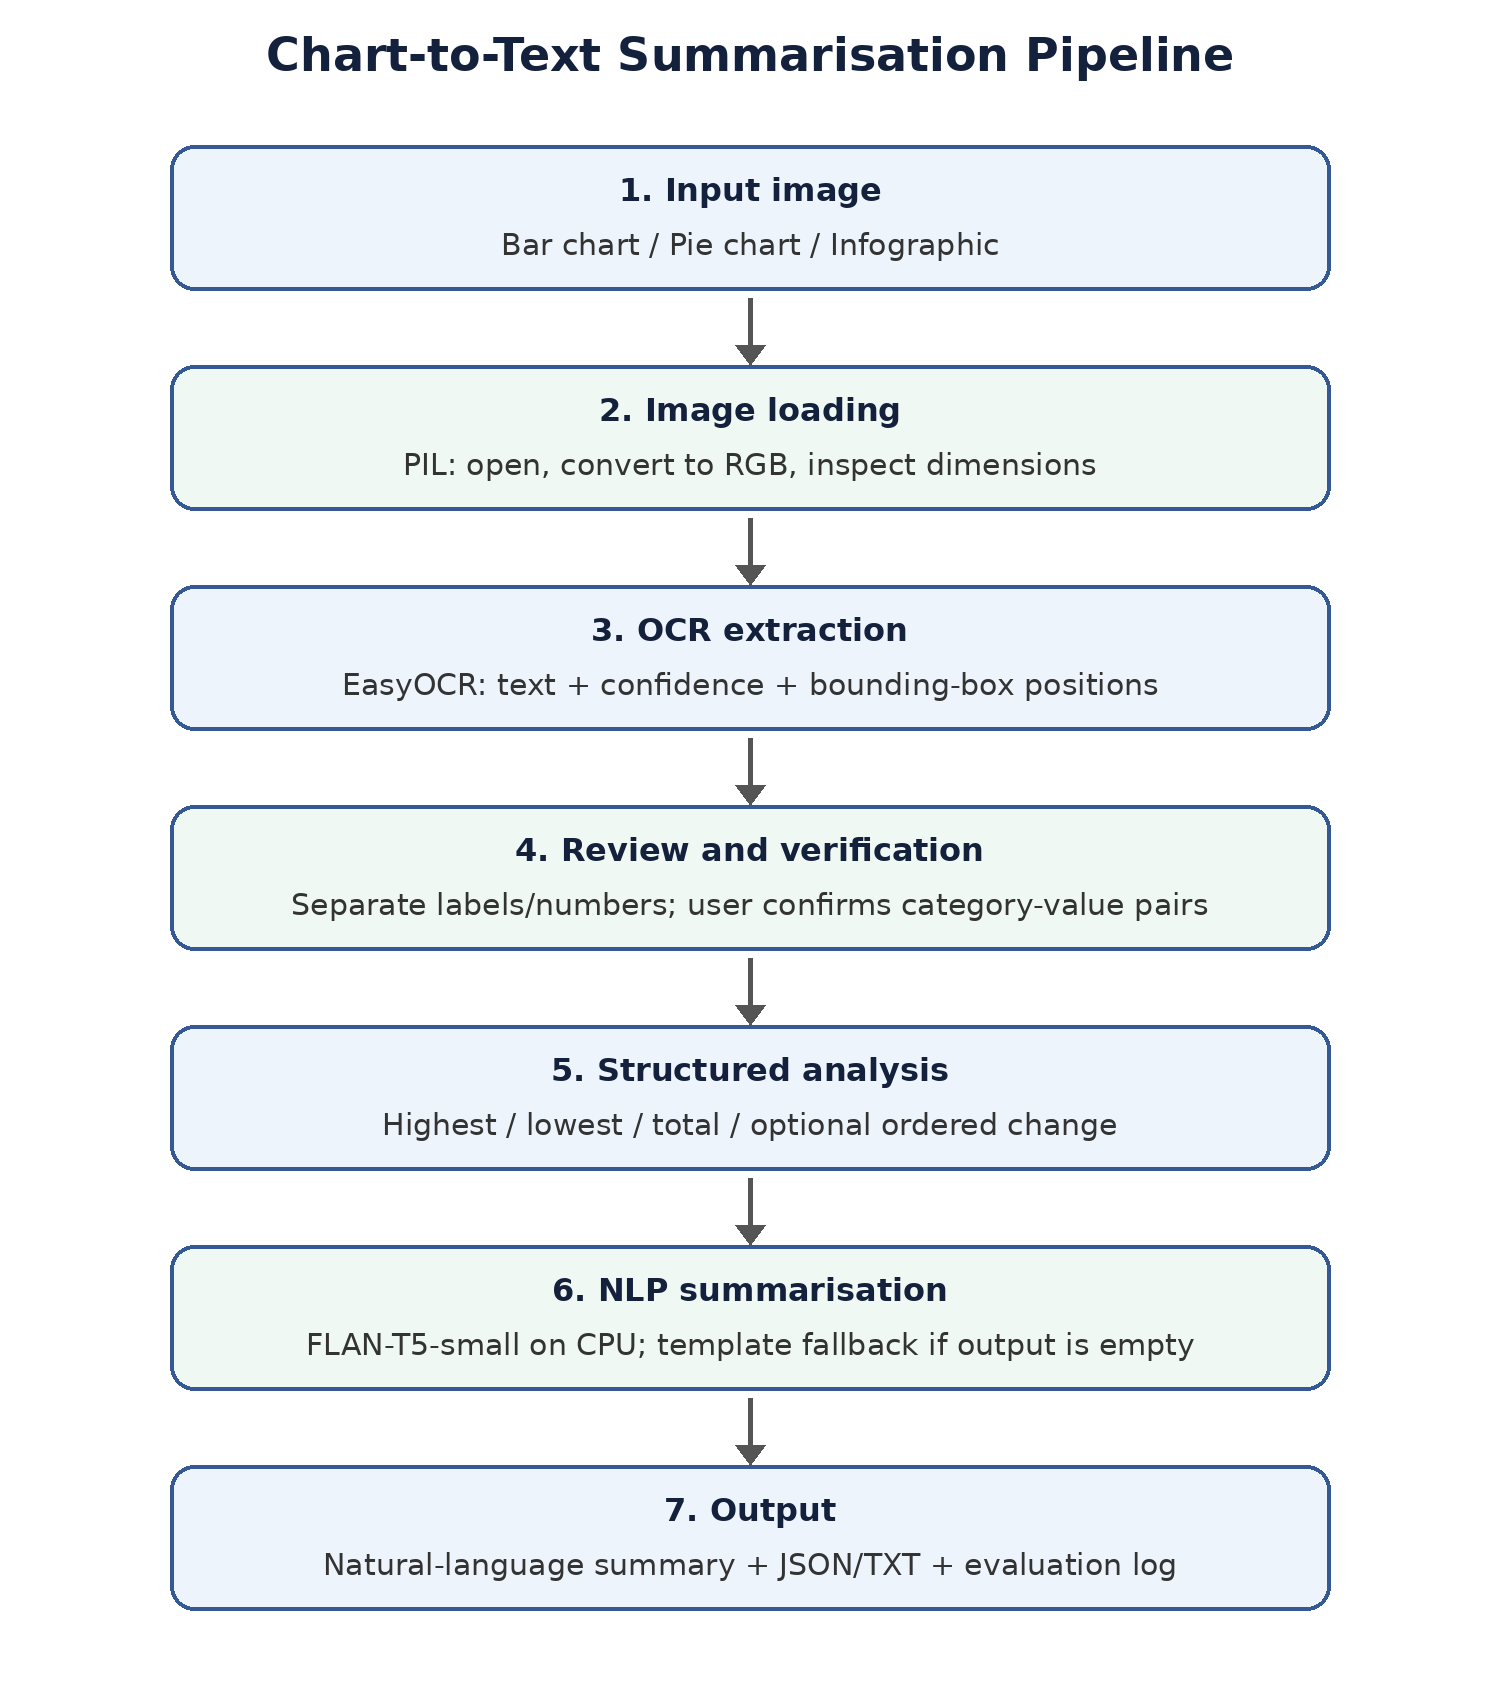 Chart-to-Text Summarisation Pipeline
1. Input image
Bar chart / Pie chart / Infographic
2. Image loading
PIL: open, convert to RGB, inspect dimensions
3. OCR extraction
EasyOCR: text + confidence + bounding-box positions
4. Review and verification
Separate labels/numbers; user confirms category-value pairs
5. Structured analysis
Highest / lowest / total / optional ordered change
6. NLP summarisation
FLAN-T5-small on CPU; template fallback if output is empty
7. Output
Natural-language summary + JSON/TXT + evaluation log